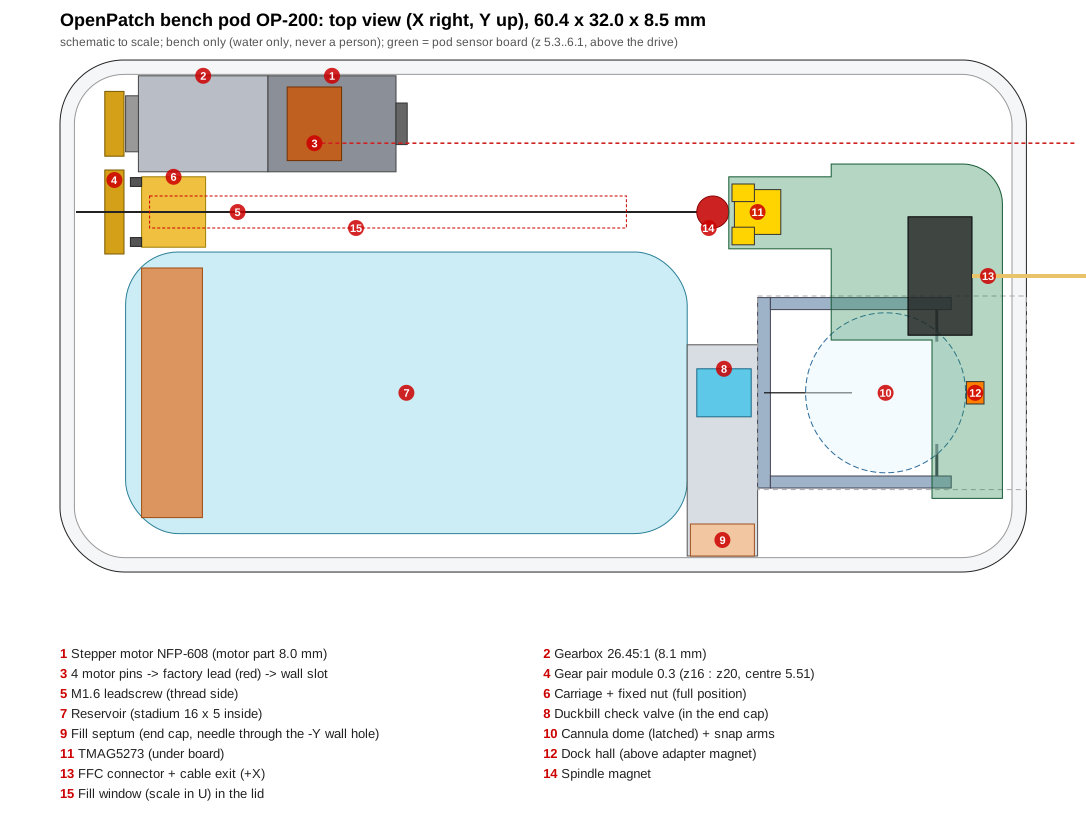 OpenPatch bench pod OP-200: top view (X right, Y up), 60.4 x 32.0 x 8.5 mm
schematic to scale; bench only (water only, never a person); green = pod sensor board (z 5.3..6.1, above the drive)
2
1
3
4
6
5
15
14
11
13
8
7
10
12
9
1 Stepper motor NFP-608 (motor part 8.0 mm)
2 Gearbox 26.45:1 (8.1 mm)
3 4 motor pins -> factory lead (red) -> wall slot
4 Gear pair module 0.3 (z16 : z20, centre 5.51)
5 M1.6 leadscrew (thread side)
6 Carriage + fixed nut (full position)
7 Reservoir (stadium 16 x 5 inside)
8 Duckbill check valve (in the end cap)
9 Fill septum (end cap, needle through the -Y wall hole)
10 Cannula dome (latched) + snap arms
11 TMAG5273 (under board)
12 Dock hall (above adapter magnet)
13 FFC connector + cable exit (+X)
14 Spindle magnet
15 Fill window (scale in U) in the lid